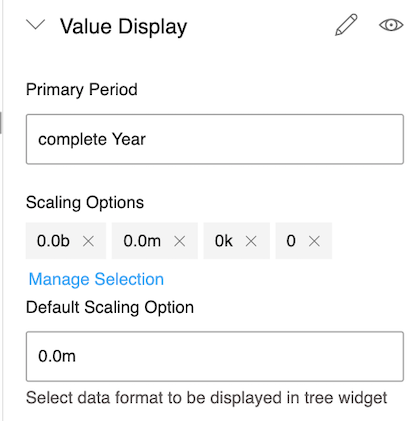 Value Display
Primary Period
complete Year
Scaling Options
0.0b × 0.0m × 0k × 0 ×
Manage Selection
Default Scaling Option
0.0m
Select data format to be displayed in tree widget